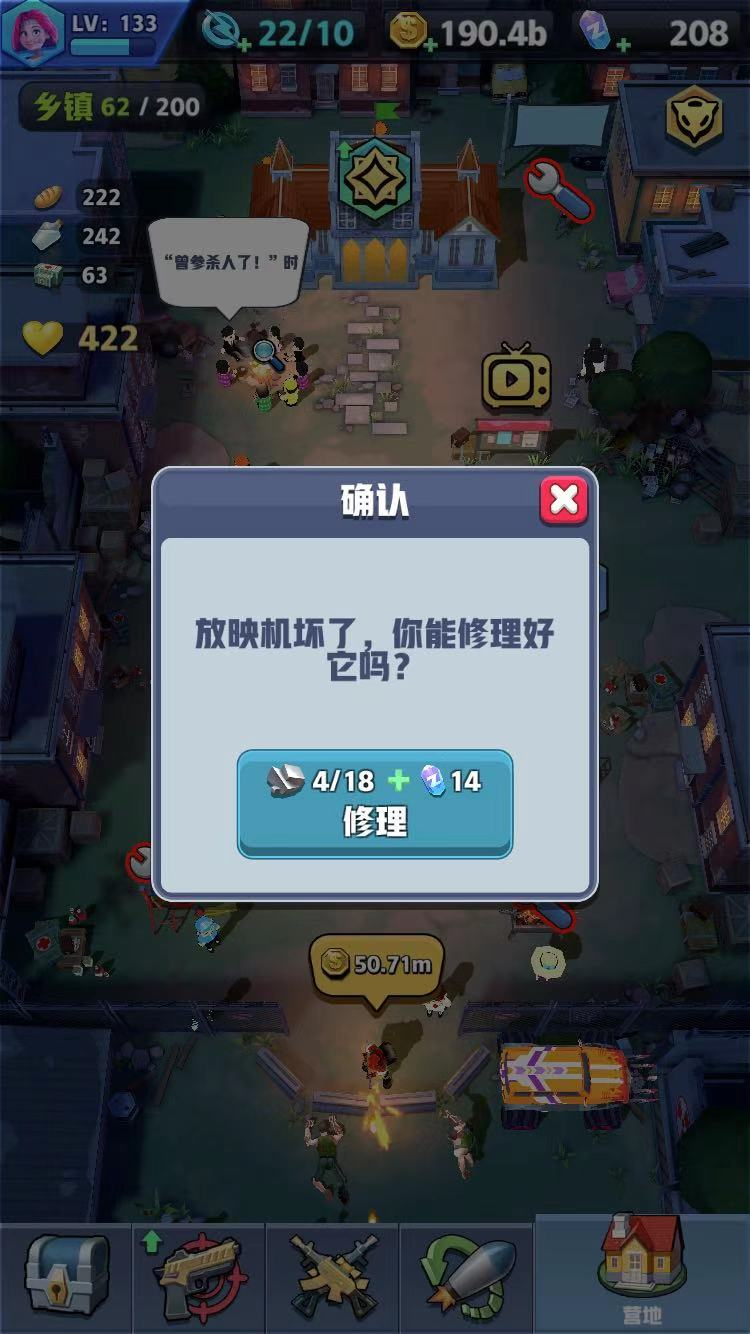 LV: 133
22/10
190.4b
208
乡镇 62 / 200
222
242
63
422
“曾参杀人了！”时
确认
放映机坏了，你能修理好
它吗？
4/18 + 14
修理
50.71m
营地